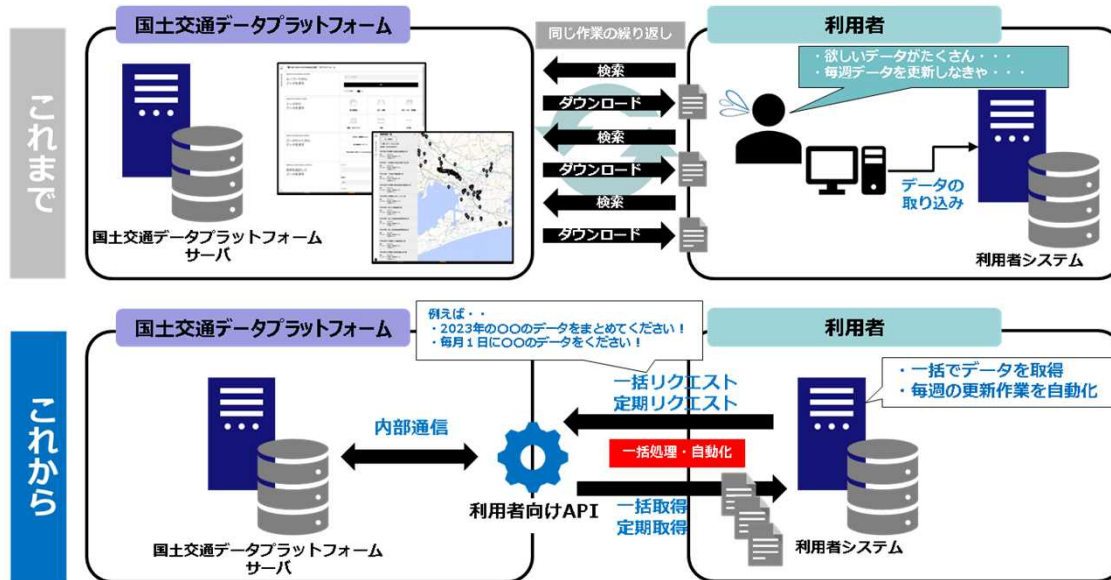 これまで
国土交通データプラットフォーム
国土交通データプラットフォーム
サーバ
同じ作業の繰り返し
検索
ダウンロード
検索
ダウンロード
検索
ダウンロード
利用者
・欲しいデータがたくさん・・・
・毎週データを更新しなきゃ・・・
データの
取り込み
利用者システム
これから
国土交通データプラットフォーム
例えば・・
・2023年の〇〇のデータをまとめてください！
・毎月１日に〇〇のデータをください！
利用者
・一括でデータを取得
・毎週の更新作業を自動化
一括リクエスト
定期リクエスト
内部通信
一括処理・自動化
利用者向けAPI
一括取得
定期取得
国土交通データプラットフォーム
サーバ
利用者システム